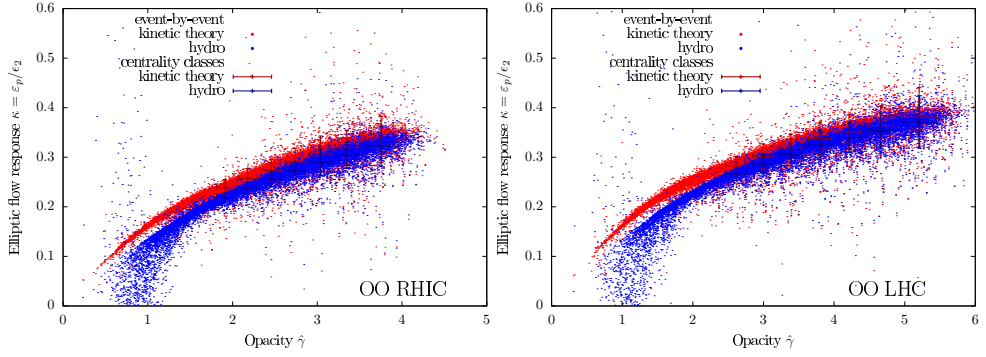 event-by-event
kinetic theory
hydro
centrality classes
kinetic theory
hydro
Elliptic flow response κ = εp/ϵ2
0.6
0.5
0.4
0.3
0.2
0.1
0
0 1 2 3 4 5
Opacity γ̂
OO RHIC
event-by-event
kinetic theory
hydro
centrality classes
kinetic theory
hydro
Elliptic flow response κ = εp/ϵ2
0.6
0.5
0.4
0.3
0.2
0.1
0
0 1 2 3 4 5 6
Opacity γ̂
OO LHC